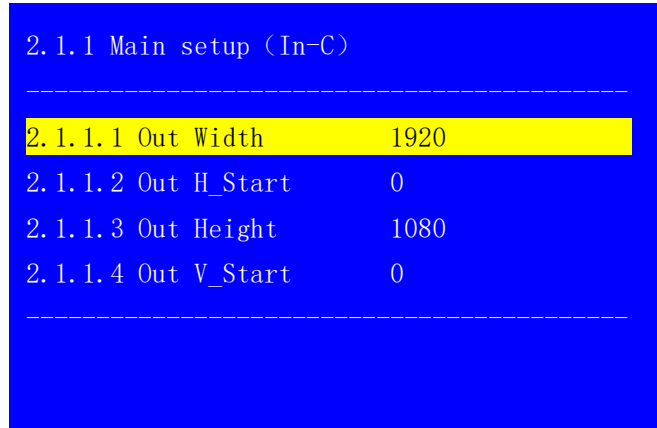 2.1.1 Main setup（In-C）
-------------------------------------------
2.1.1.1 Out Width 1920
2.1.1.2 Out H_Start 0
2.1.1.3 Out Height 1080
2.1.1.4 Out V_Start 0
-------------------------------------------